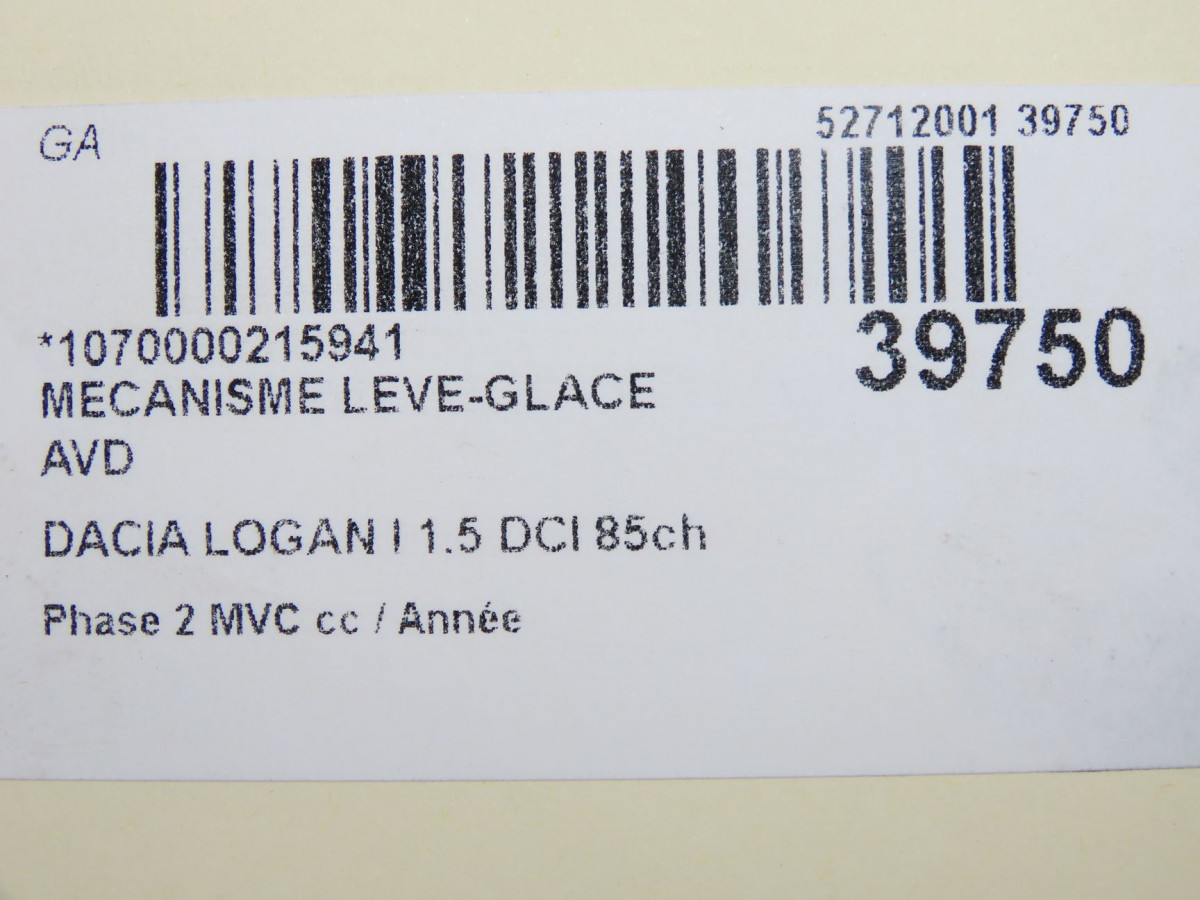 GA
52712001 39750
*1070000215941
39750
MECANISME LEVE-GLACE
AVD
DACIA LOGAN I 1.5 DCI 85ch
Phase 2 MVC cc / Année